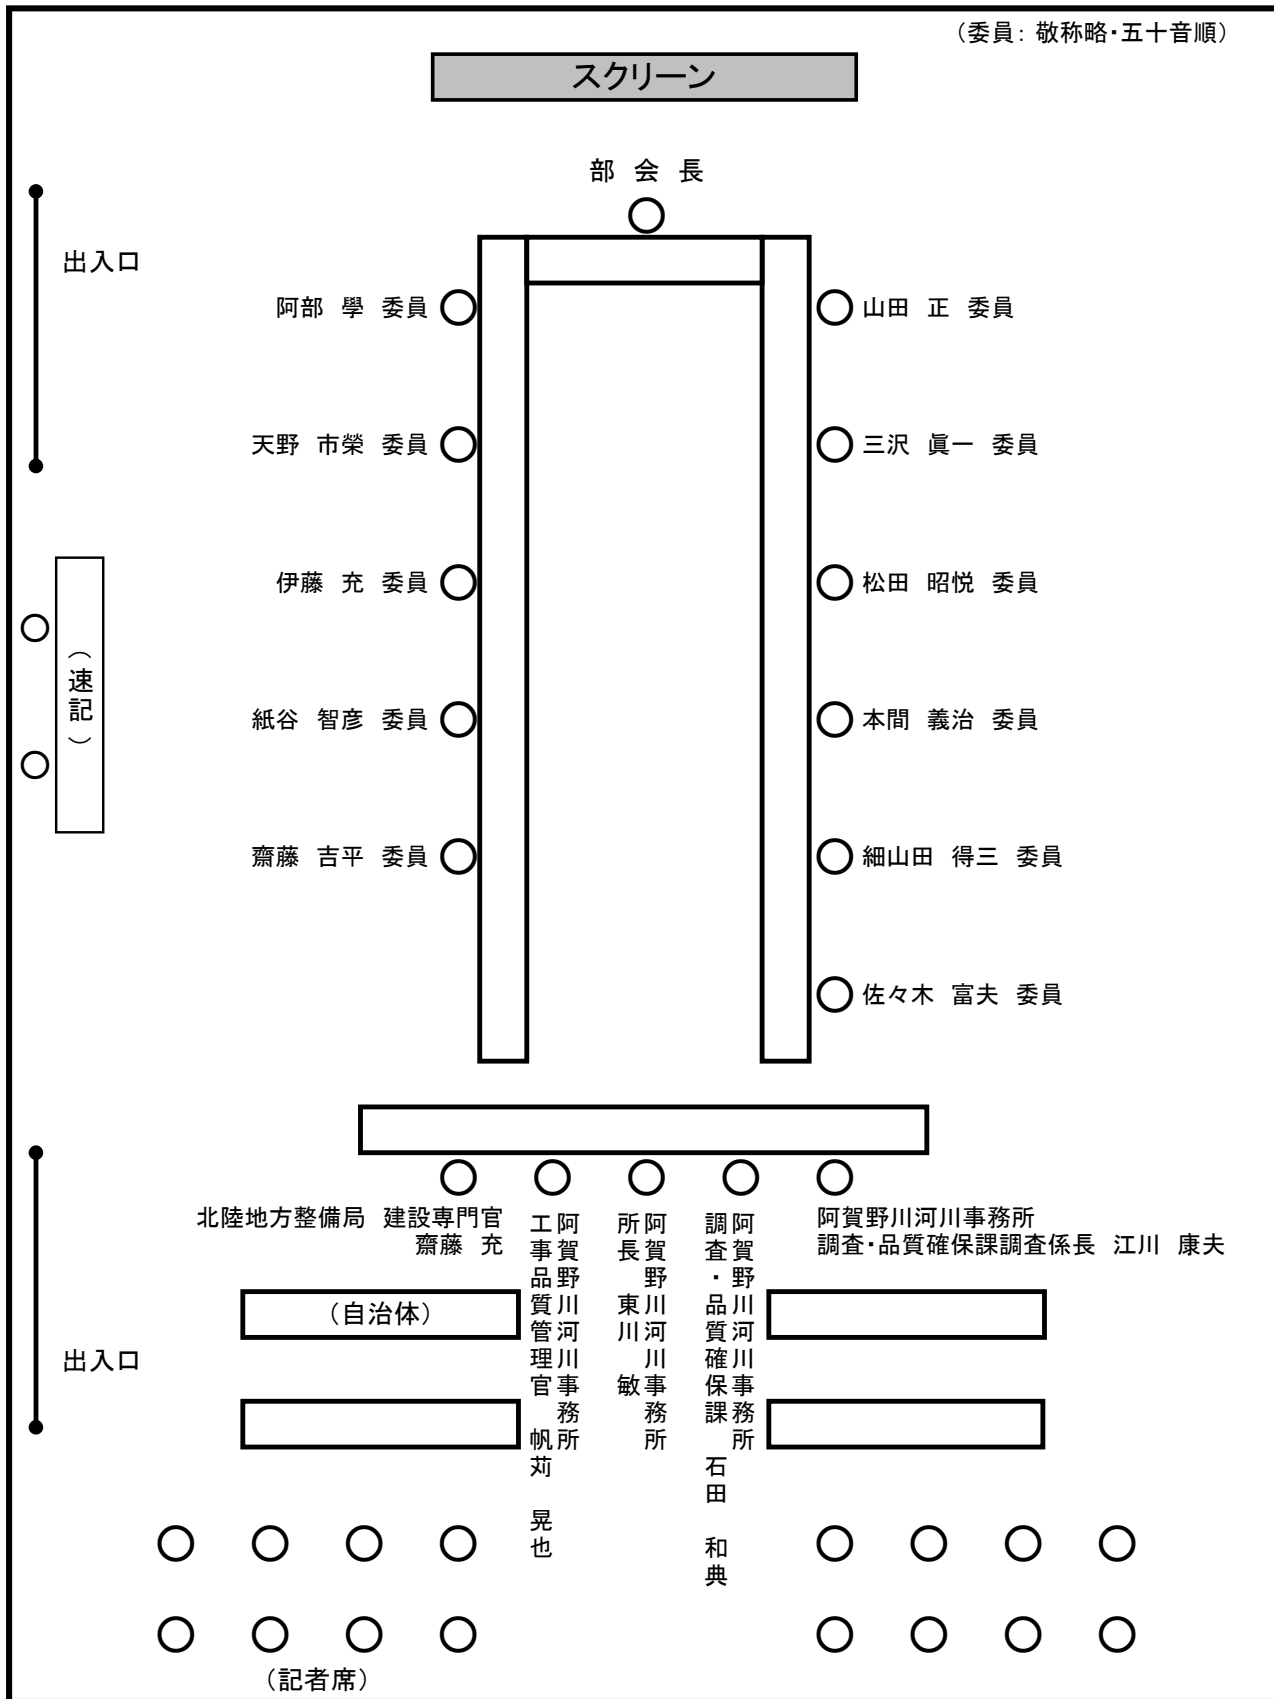 （委員：敬称略・五十音順）
スクリーン
部 会 長
出入口
阿部 學 委員
山田 正 委員
天野 市榮 委員
三沢 眞一 委員
伊藤 充 委員
松田 昭悦 委員
（速記）
紙谷 智彦 委員
本間 義治 委員
齋藤 吉平 委員
細山田 得三 委員
佐々木 富夫 委員
北陸地方整備局 建設専門官
齋藤 充
阿賀野川河川事務所
工事品質管理官 帆苅 晃也
阿賀野川河川事務所
所長 東川 敏
阿賀野川河川事務所
調査・品質確保課 石田 和典
阿賀野川河川事務所
調査・品質確保課調査係長 江川 康夫
（自治体）
出入口
（記者席）